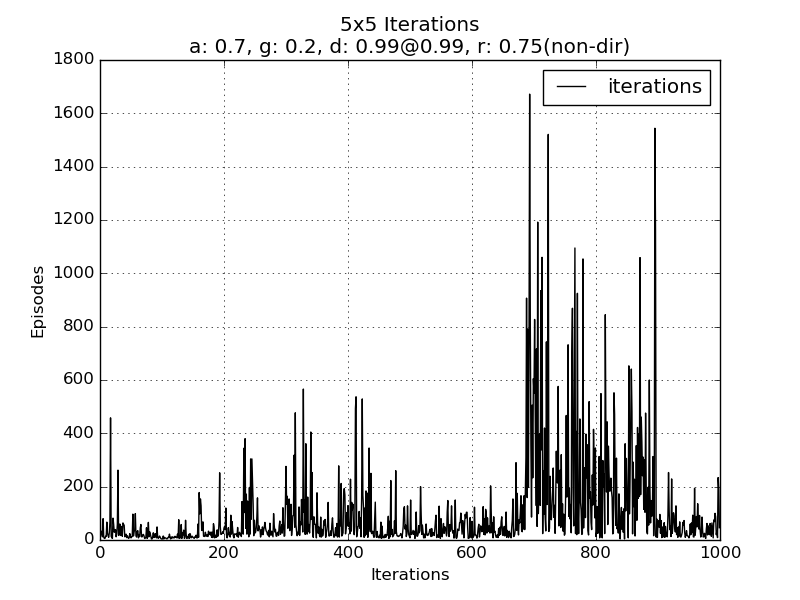 5x5 Iterations
a: 0.7, g: 0.2, d: 0.99@0.99, r: 0.75(non-dir)
iterations
Episodes
1800
1600
1400
1200
1000
800
600
400
200
0
0 200 400 600 800 1000
Iterations